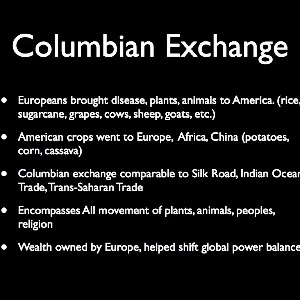 Columbian Exchange
• Europeans brought disease, plants, animals to America. (rice,
sugarcane, grapes, cows, sheep, goats, etc.)
• American crops went to Europe, Africa, China (potatoes,
corn, cassava)
• Columbian exchange comparable to Silk Road, Indian Ocean
Trade, Trans-Saharan Trade
• Encompasses All movement of plants, animals, peoples,
religion
• Wealth owned by Europe, helped shift global power balance